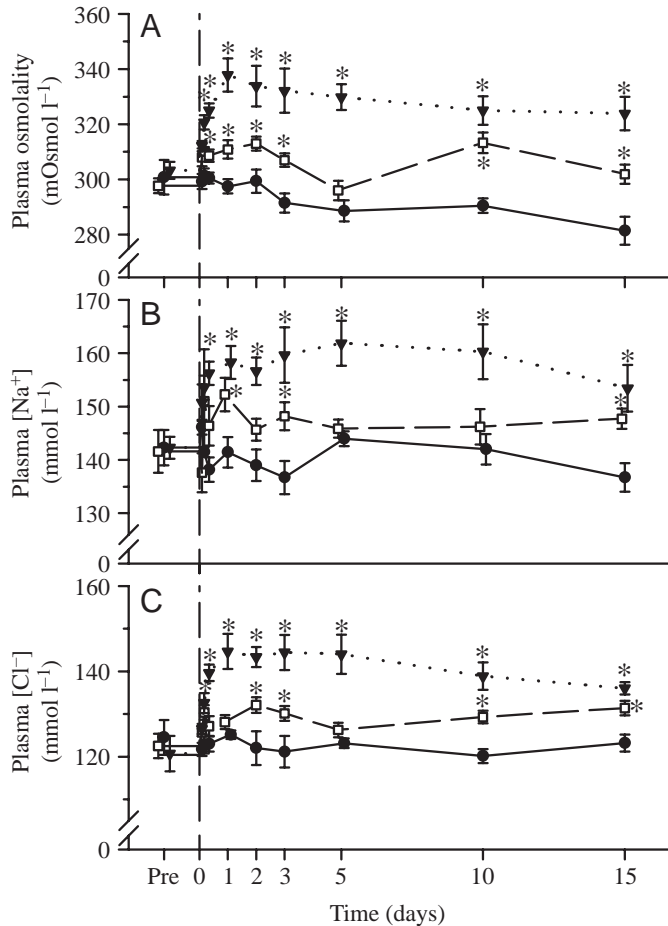 A
Plasma osmolality
(mOsmol l⁻¹)
360
340
320
300
280
0
* * * * * * * *
* * * * * *
B
Plasma [Na⁺]
(mmol l⁻¹)
170
160
150
140
130
0
* * * * * * *
* * *
C
Plasma [Cl⁻]
(mmol l⁻¹)
160
140
120
0
* * * * * * * *
* * * *
Pre 0 1 2 3 5 10 15
Time (days)